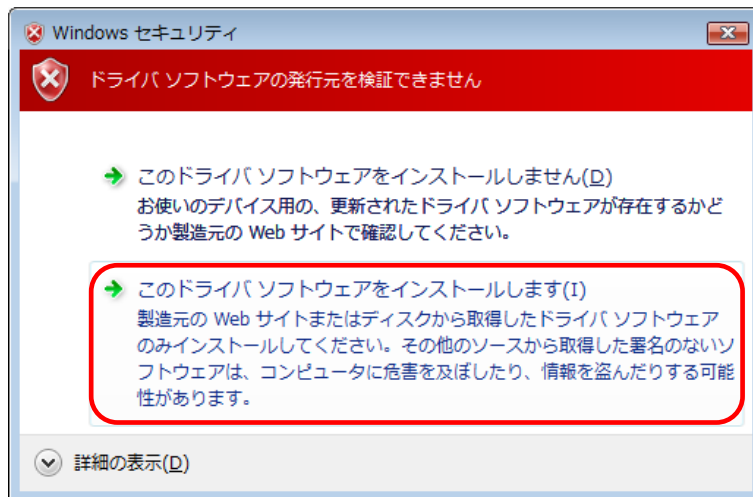 Windows セキュリティ
ドライバ ソフトウェアの発行元を検証できません
このドライバ ソフトウェアをインストールしません(D)
お使いのデバイス用の、更新されたドライバ ソフトウェアが存在するかど
うか製造元の Web サイトで確認してください。
このドライバ ソフトウェアをインストールします(I)
製造元の Web サイトまたはディスクから取得したドライバ ソフトウェア
のみインストールしてください。その他のソースから取得した署名のないソ
フトウェアは、コンピュータに危害を及ぼしたり、情報を盗んだりする可能
性があります。
詳細の表示(D)